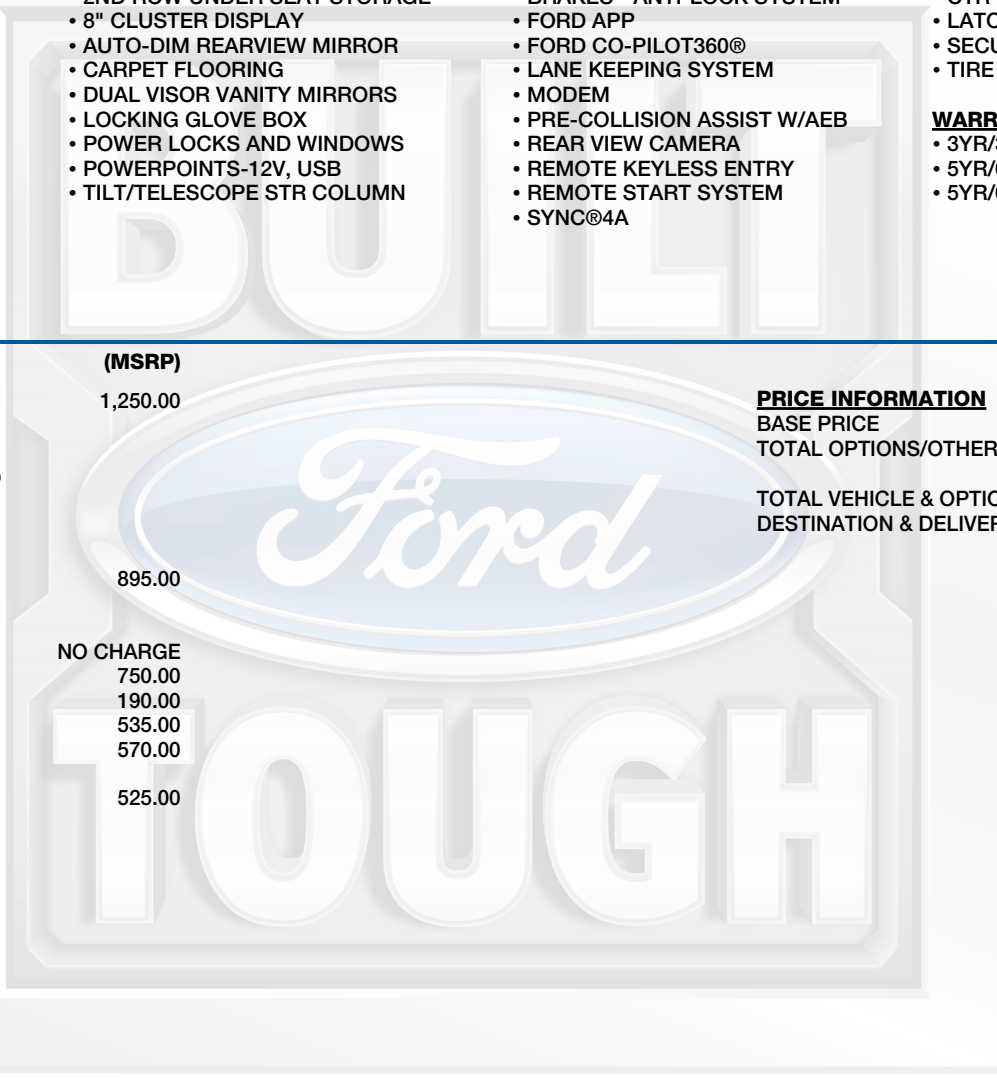 • 8" CLUSTER DISPLAY
• AUTO-DIM REARVIEW MIRROR
• CARPET FLOORING
• DUAL VISOR VANITY MIRRORS
• LOCKING GLOVE BOX
• POWER LOCKS AND WINDOWS
• POWERPOINTS-12V, USB
• TILT/TELESCOPE STR COLUMN
• FORD APP
• FORD CO-PILOT360®
• LANE KEEPING SYSTEM
• MODEM
• PRE-COLLISION ASSIST W/AEB
• REAR VIEW CAMERA
• REMOTE KEYLESS ENTRY
• REMOTE START SYSTEM
• SYNC®4A
• TIRE
BUILT
Ford
TOUGH
(MSRP)
1,250.00
895.00
NO CHARGE
750.00
190.00
535.00
570.00
525.00
PRICE INFORMATION
BASE PRICE
TOTAL OPTIONS/OTHER
TOTAL VEHICLE &
DESTINATION &